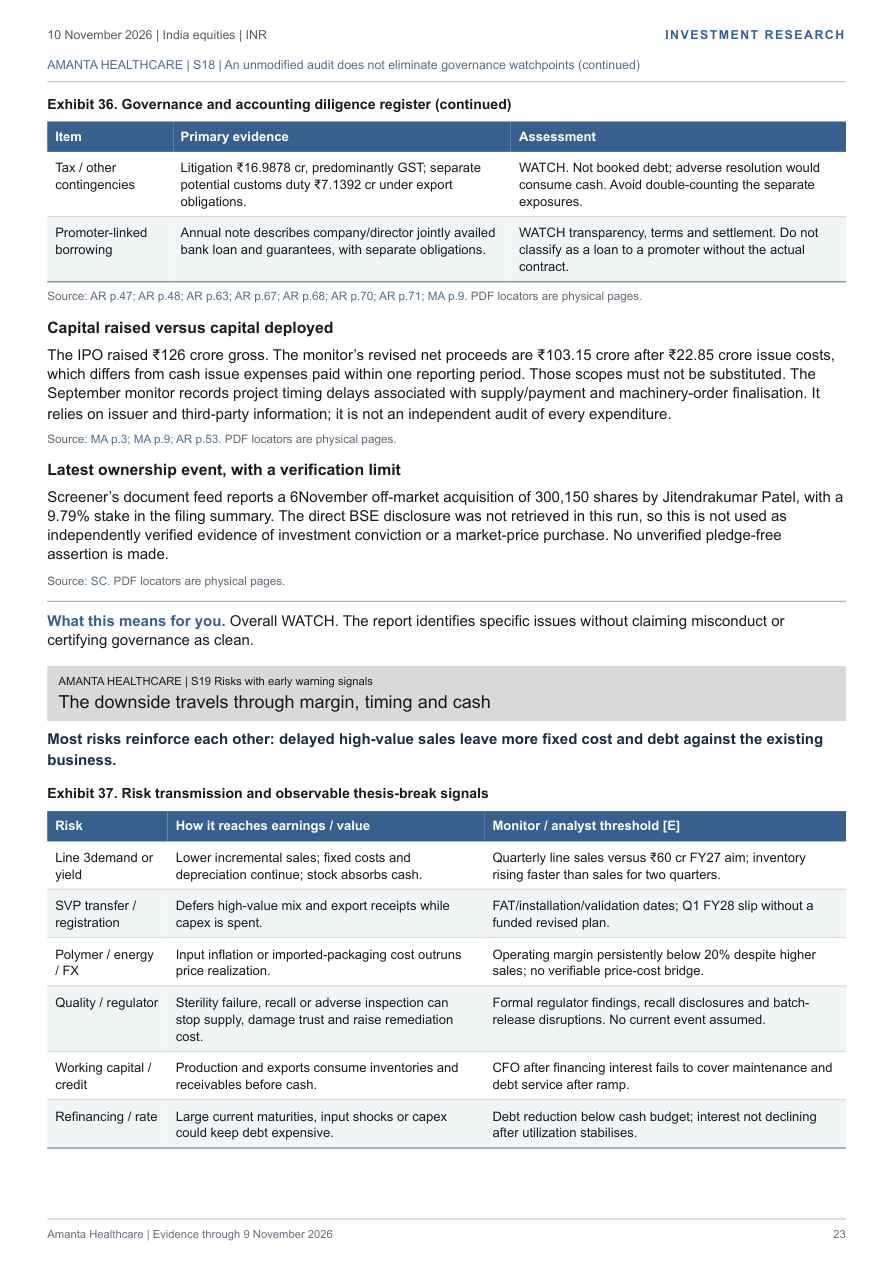 10 November 2026 | India equities | INR
INVESTMENT RESEARCH
AMANTA HEALTHCARE | S18 | An unmodified audit does not eliminate governance watchpoints (continued)
Exhibit 36. Governance and accounting diligence register (continued)
Item
Primary evidence
Assessment
Tax / other
contingencies
Litigation ₹16.9878 cr, predominantly GST; separate
potential customs duty ₹7.1392 cr under export
obligations.
WATCH. Not booked debt; adverse resolution would
consume cash. Avoid double-counting the separate
exposures.
Promoter-linked
borrowing
Annual note describes company/director jointly availed
bank loan and guarantees, with separate obligations.
WATCH transparency, terms and settlement. Do not
classify as a loan to a promoter without the actual
contract.
Source: AR p.47; AR p.48; AR p.63; AR p.67; AR p.68; AR p.70; AR p.71; MA p.9. PDF locators are physical pages.
Capital raised versus capital deployed
The IPO raised ₹126 crore gross. The monitor’s revised net proceeds are ₹103.15 crore after ₹22.85 crore issue costs,
which differs from cash issue expenses paid within one reporting period. Those scopes must not be substituted. The
September monitor records project timing delays associated with supply/payment and machinery-order finalisation. It
relies on issuer and third-party information; it is not an independent audit of every expenditure.
Source: MA p.3; MA p.9; AR p.53. PDF locators are physical pages.
Latest ownership event, with a verification limit
Screener’s document feed reports a 6November off-market acquisition of 300,150 shares by Jitendrakumar Patel, with a
9.79% stake in the filing summary. The direct BSE disclosure was not retrieved in this run, so this is not used as
independently verified evidence of investment conviction or a market-price purchase. No unverified pledge-free
assertion is made.
Source: SC. PDF locators are physical pages.
What this means for you. Overall WATCH. The report identifies specific issues without claiming misconduct or
certifying governance as clean.
AMANTA HEALTHCARE | S19 Risks with early warning signals
The downside travels through margin, timing and cash
Most risks reinforce each other: delayed high-value sales leave more fixed cost and debt against the existing
business.
Exhibit 37. Risk transmission and observable thesis-break signals
Risk
How it reaches earnings / value
Monitor / analyst threshold [E]
Line 3demand or
yield
Lower incremental sales; fixed costs and
depreciation continue; stock absorbs cash.
Quarterly line sales versus ₹60 cr FY27 aim; inventory
rising faster than sales for two quarters.
SVP transfer /
registration
Defers high-value mix and export receipts while
capex is spent.
FAT/installation/validation dates; Q1 FY28 slip without a
funded revised plan.
Polymer / energy
/ FX
Input inflation or imported-packaging cost outruns
price realization.
Operating margin persistently below 20% despite higher
sales; no verifiable price-cost bridge.
Quality / regulator
Sterility failure, recall or adverse inspection can
stop supply, damage trust and raise remediation
cost.
Formal regulator findings, recall disclosures and batch-
release disruptions. No current event assumed.
Working capital /
credit
Production and exports consume inventories and
receivables before cash.
CFO after financing interest fails to cover maintenance and
debt service after ramp.
Refinancing / rate
Large current maturities, input shocks or capex
could keep debt expensive.
Debt reduction below cash budget; interest not declining
after utilization stabilises.
Amanta Healthcare | Evidence through 9 November 2026
23